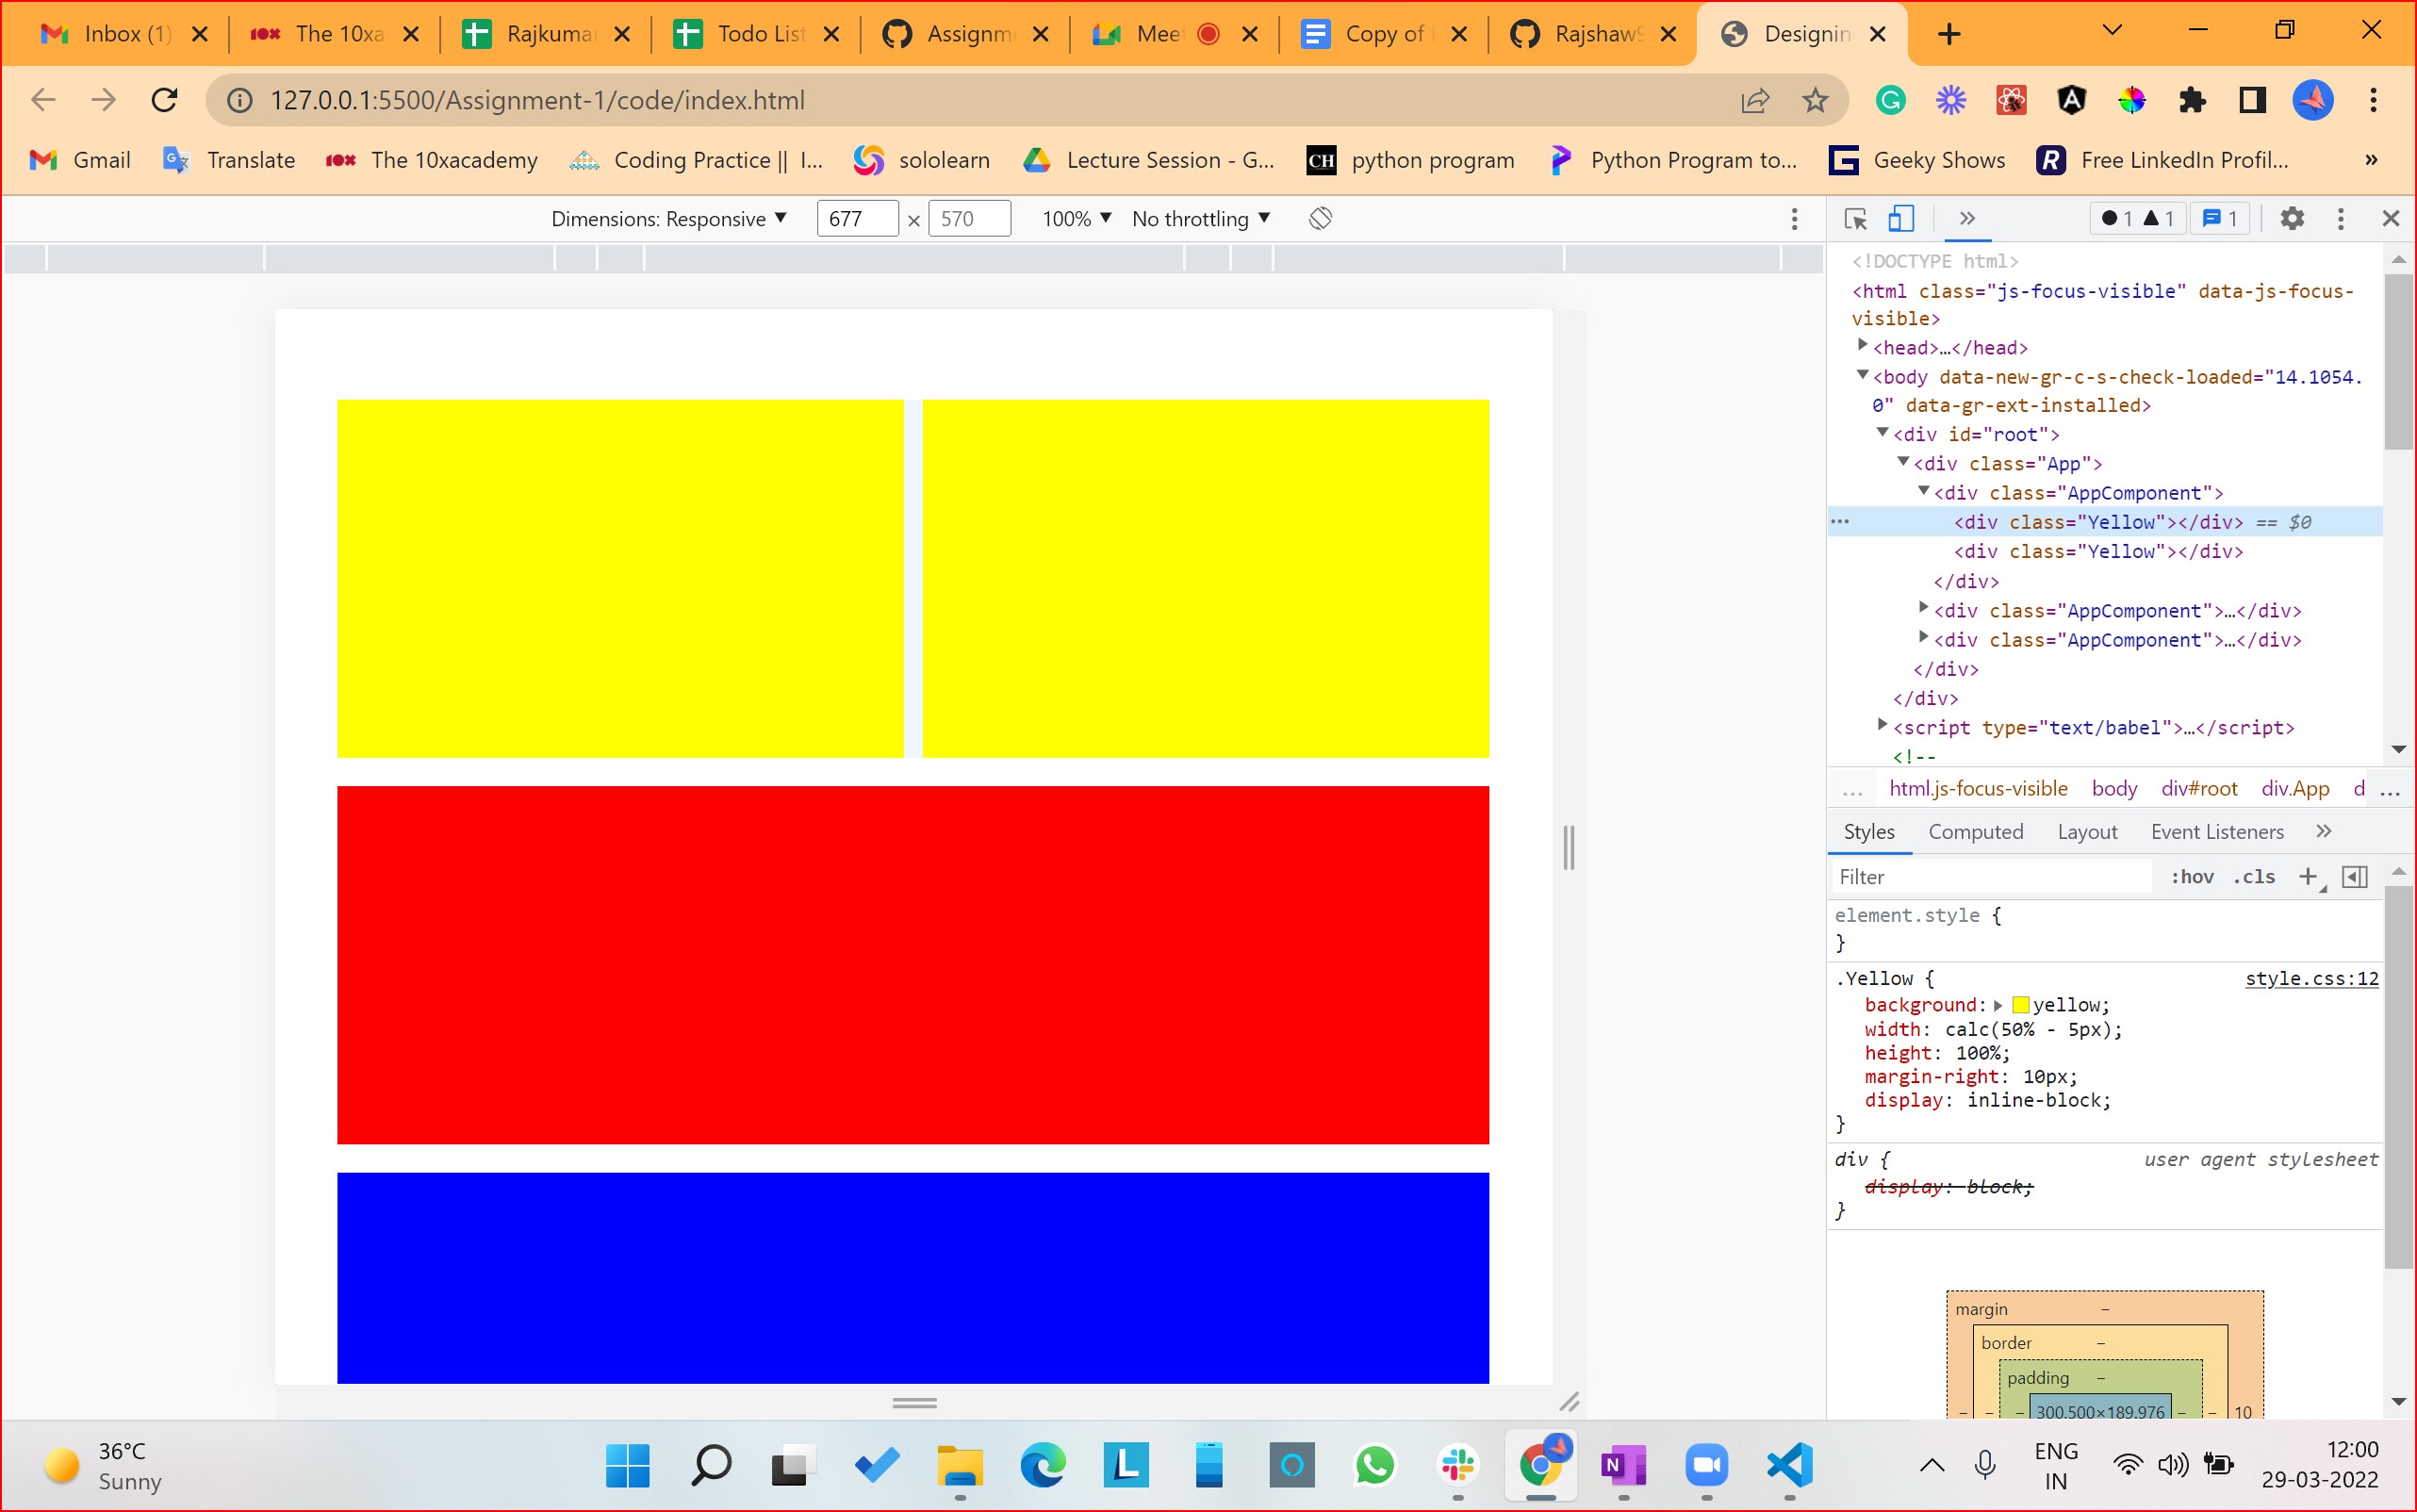 Inbox (1)
The 10xa
Rajkuma
Todo List
Assignm
Mee
Copy of
Rajshaw
Designin
127.0.0.1:5500/Assignment-1/code/index.html
Gmail
Translate
The 10xacademy
Coding Practice || I...
sololearn
Lecture Session - G...
CH
python program
Python Program to...
Geeky Shows
R
Free LinkedIn Profil...
»
Dimensions: Responsive ▼ 677 × 570 100% ▼ No throttling ▼
» 1 1 1
<!DOCTYPE html>
<html class="js-focus-visible" data-js-focus-
visible>
<head>…</head>
<body data-new-gr-c-s-check-loaded="14.1054.
0" data-gr-ext-installed>
<div id="root">
<div class="App">
<div class="AppComponent">
<div class="Yellow"></div> == $0
<div class="Yellow"></div>
</div>
<div class="AppComponent">…</div>
<div class="AppComponent">…</div>
</div>
</div>
<script type="text/babel">…</script>
<!--
... html.js-focus-visible body div#root div.App d ...
Styles Computed Layout Event Listeners »
Filter :hov .cls +
element.style {
}
.Yellow { style.css:12
background: yellow;
width: calc(50% - 5px);
height: 100%;
margin-right: 10px;
display: inline-block;
}
div { user agent stylesheet
display: block;
}
margin –
border –
padding –
– – – 300.500×189.976 – – 10
36°C
Sunny
L
N
ENG
IN
12:00
29-03-2022